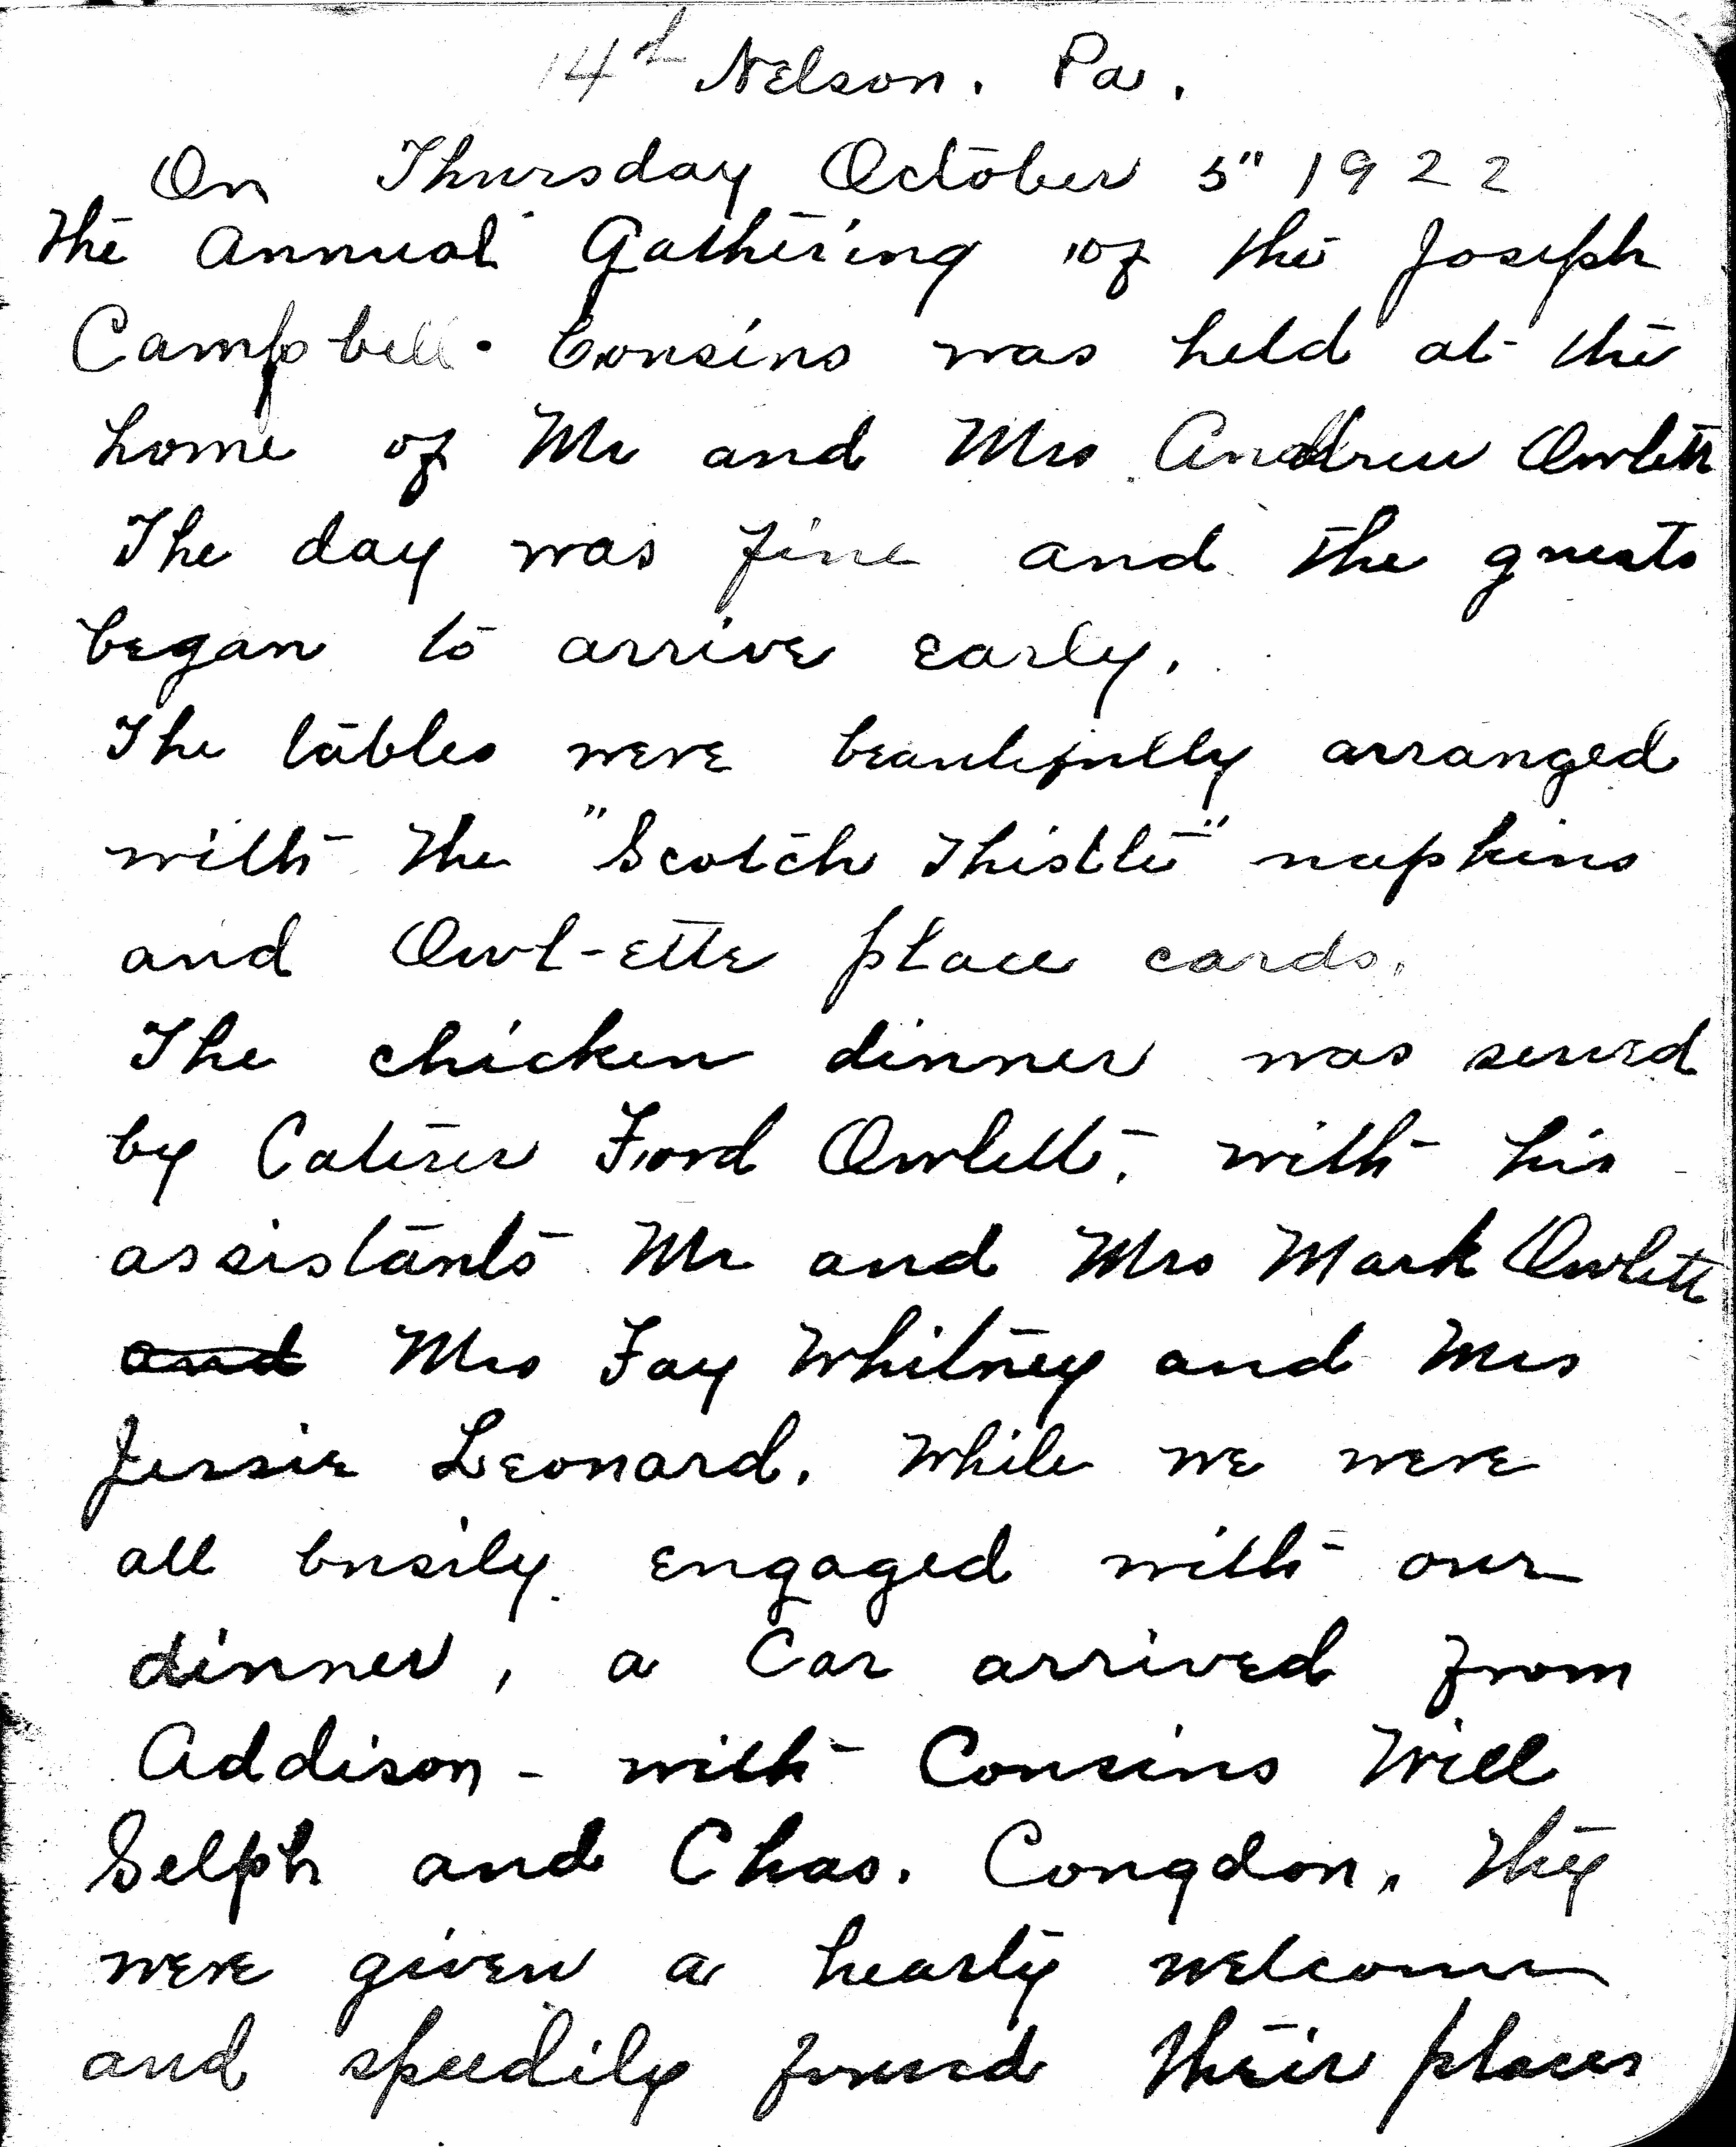 14th Nelson. Pa.
On Thursday October 5" 1922
the Annual Gathering of the Joseph
Campbell Cousins was held at the
home of Mr and Mrs Andrew Owlett
The day was fine and the guests
began to arrive early.
The tables were beautifully arranged
with the "Scotch Thistle" napkins
and Owl-ette place cards.
The chicken dinner was served
by Caterer Ford Owlett, with his
assistants Mr and Mrs Mark Owlett
and Mrs Fay Whitney and Mrs
Jessie Leonard. While we were
all busily engaged with our
dinner, a Car arrived from
Addison - with Cousins Will
Selph and Chas. Congdon. They
were given a hearty welcome
and speedily found their places